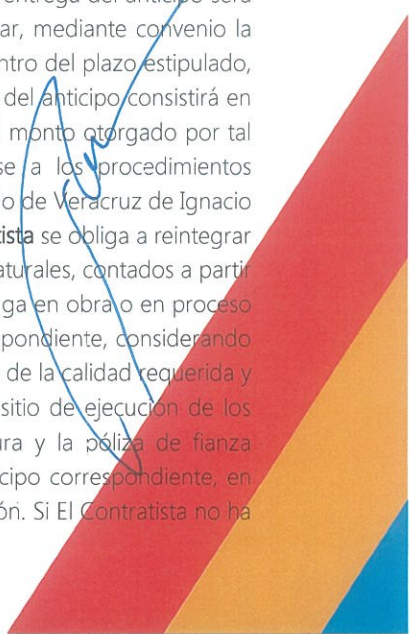 entrega del anticipo será
ar, mediante convenio la
ntro del plazo estipulado,
del anticipo consistirá en
monto otorgado por tal
se a los procedimientos
io de Veracruz de Ignacio
tista se obliga a reintegrar
aturales, contados a partir
ga en obra o en proceso
pondiente, considerando
de la calidad requerida y
sitio de ejecución de los
ura y la póliza de fianza
cipo correspondiente, en
ón. Si El Contratista no ha